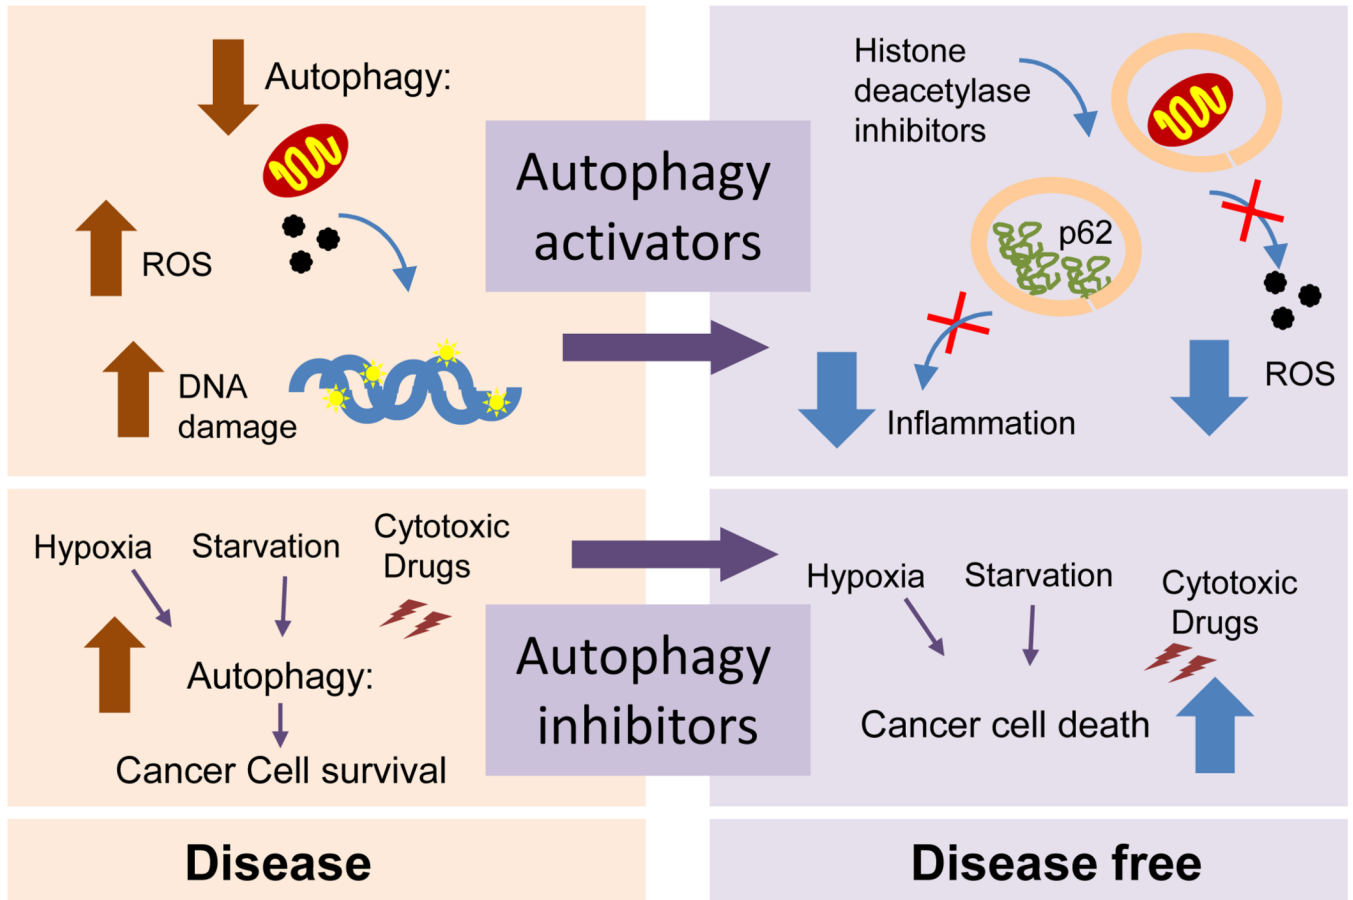 Autophagy:
ROS
DNA
damage
Autophagy
activators
Histone
deacetylase
inhibitors
p62
Inflammation
ROS
Hypoxia
Starvation
Cytotoxic
Drugs
Autophagy:
Cancer Cell survival
Autophagy
inhibitors
Hypoxia
Starvation
Cytotoxic
Drugs
Cancer cell death
Disease
Disease free